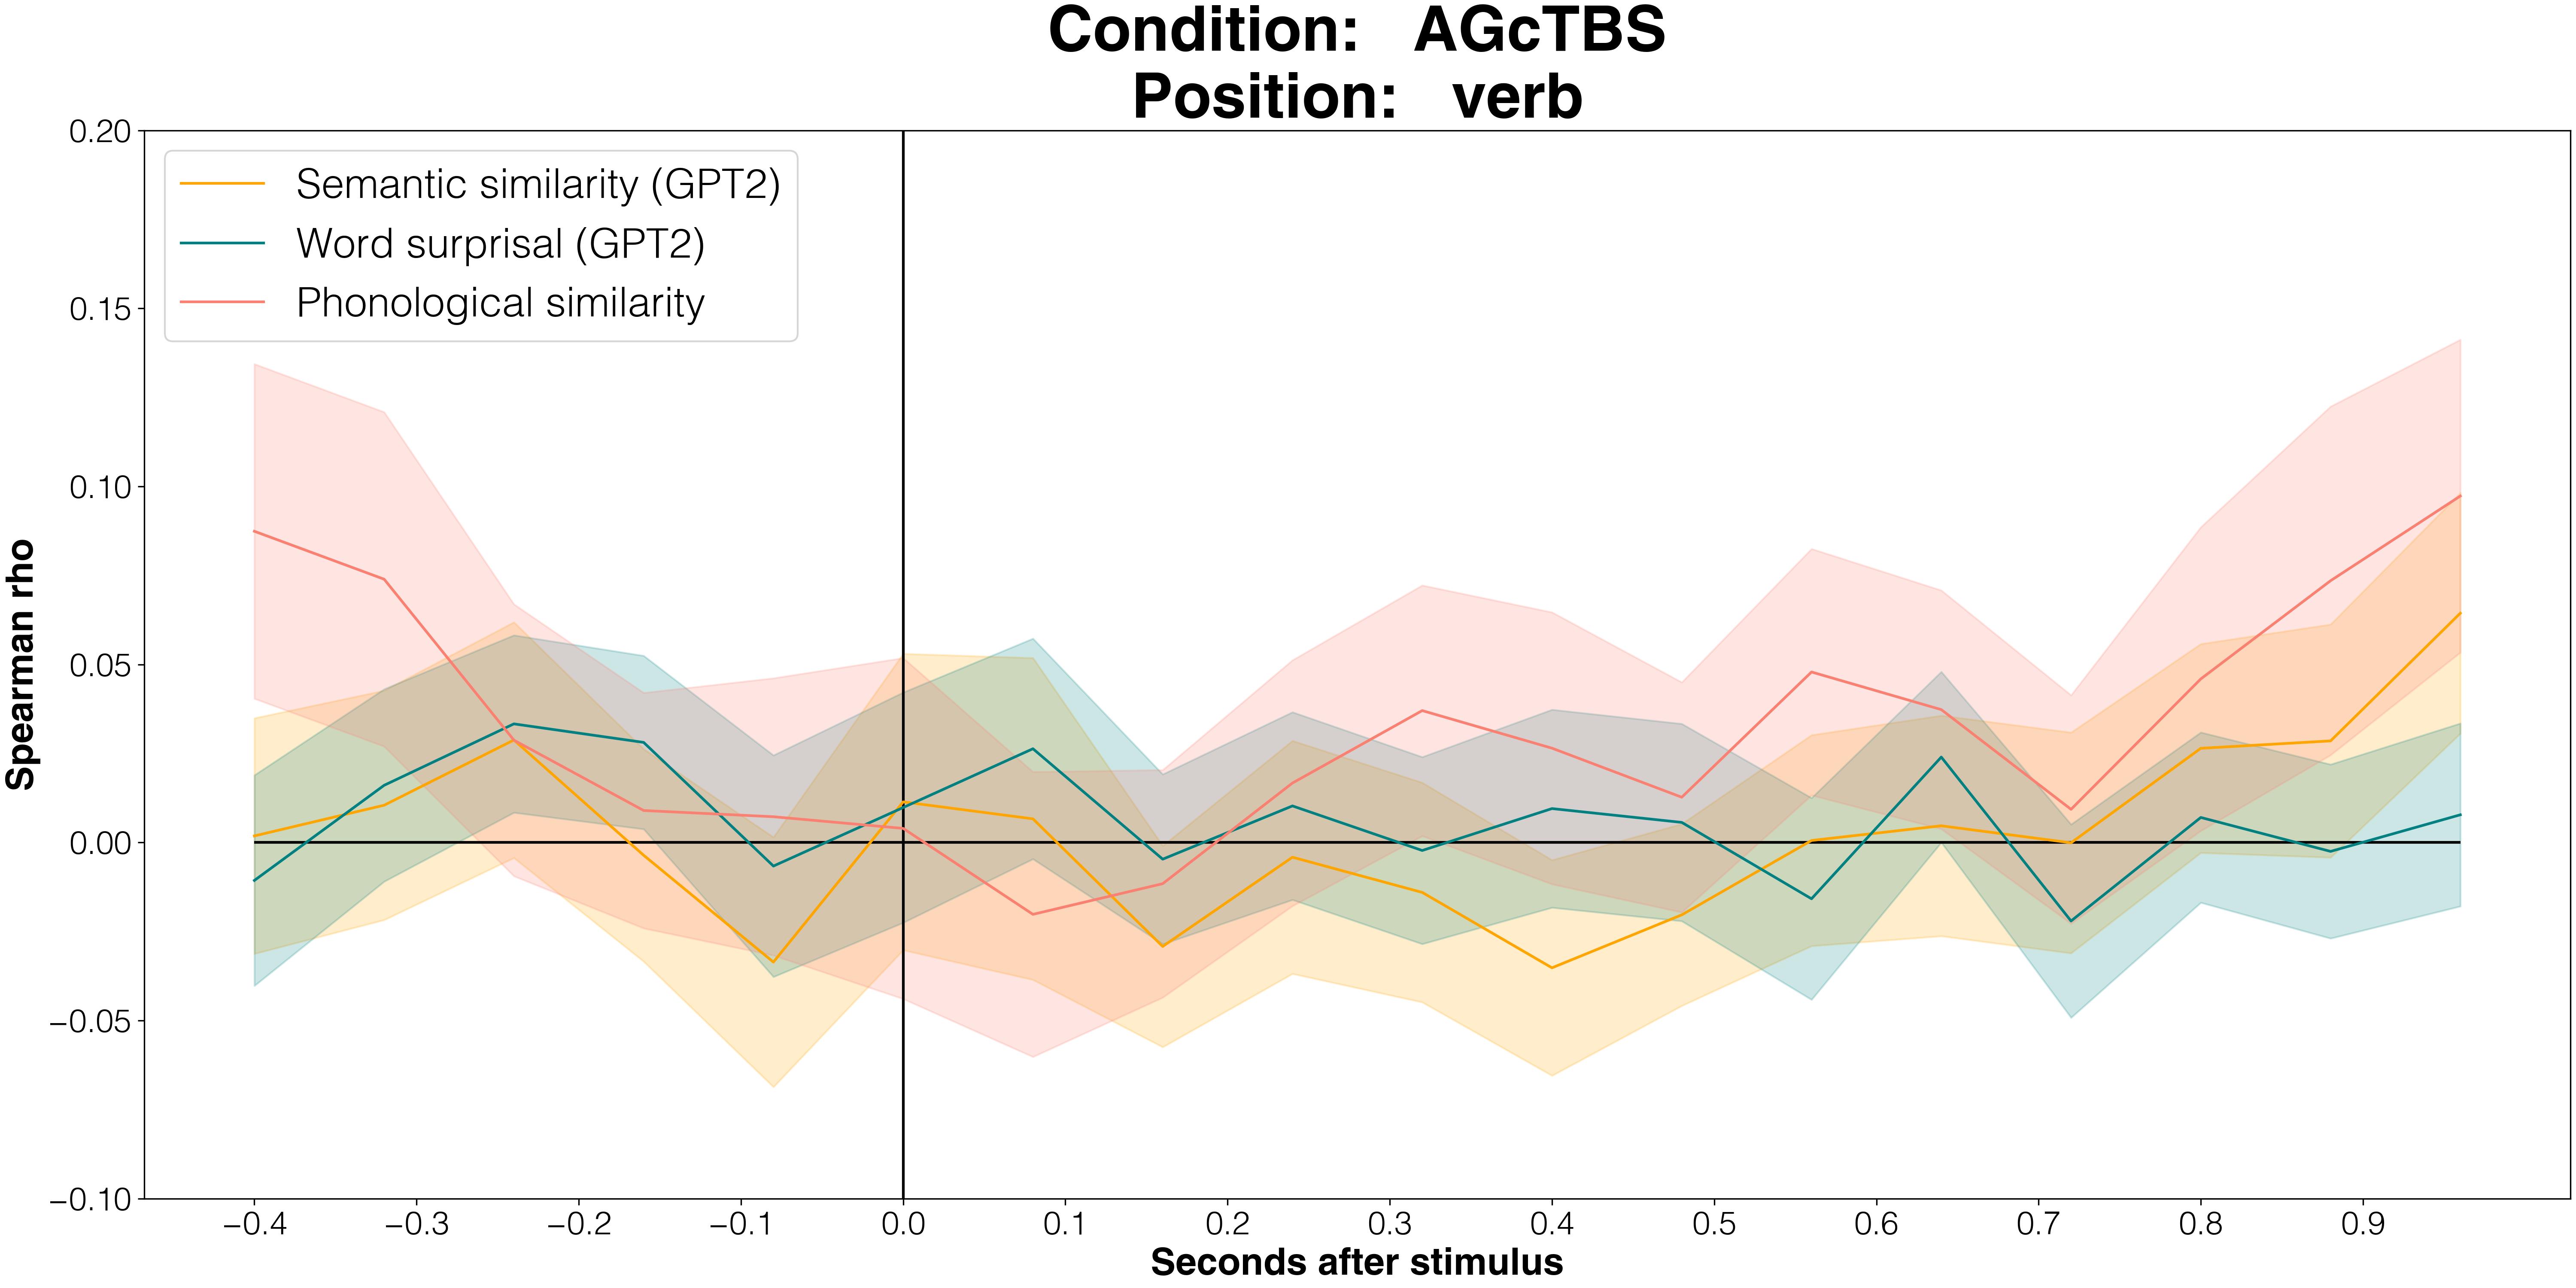 Condition:   AGcTBS
Position:   verb
0.20
0.15
0.10
0.05
0.00
−0.05
−0.10
Spearman rho
Semantic similarity (GPT2)
Word surprisal (GPT2)
Phonological similarity
−0.4 −0.3 −0.2 −0.1 0.0 0.1 0.2 0.3 0.4 0.5 0.6 0.7 0.8 0.9
Seconds after stimulus